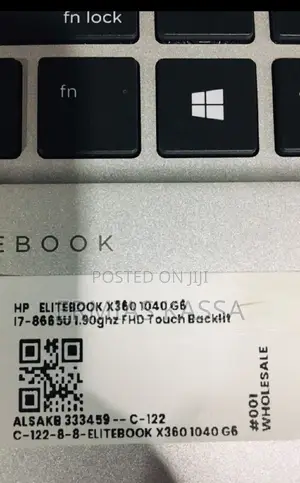 fn lock
fn
EBOOK
POSTED ON JIJI
KASSA
HP ELITEBOOK X360 1040 G6
I7-8665U 1.90ghz FHD Touch Backlit
ALSAKB 333459 -- C-122
C-122-8-8-ELITEBOOK X360 1040 G6
#001
WHOLESALE